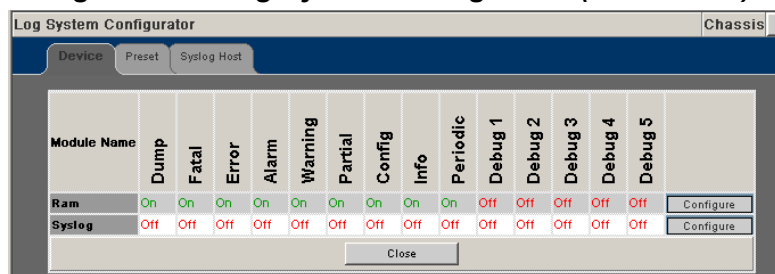 Log System Configurator Chassis
Device Preset Syslog Host
Module Name Dump Fatal Error Alarm Warning Partial Config Info Periodic Debug 1 Debug 2 Debug 3 Debug 4 Debug 5
Ram On On On On On On On On On Off Off Off Off Off Configure
Syslog Off Off Off Off Off Off Off Off Off Off Off Off Off Off Configure
Close